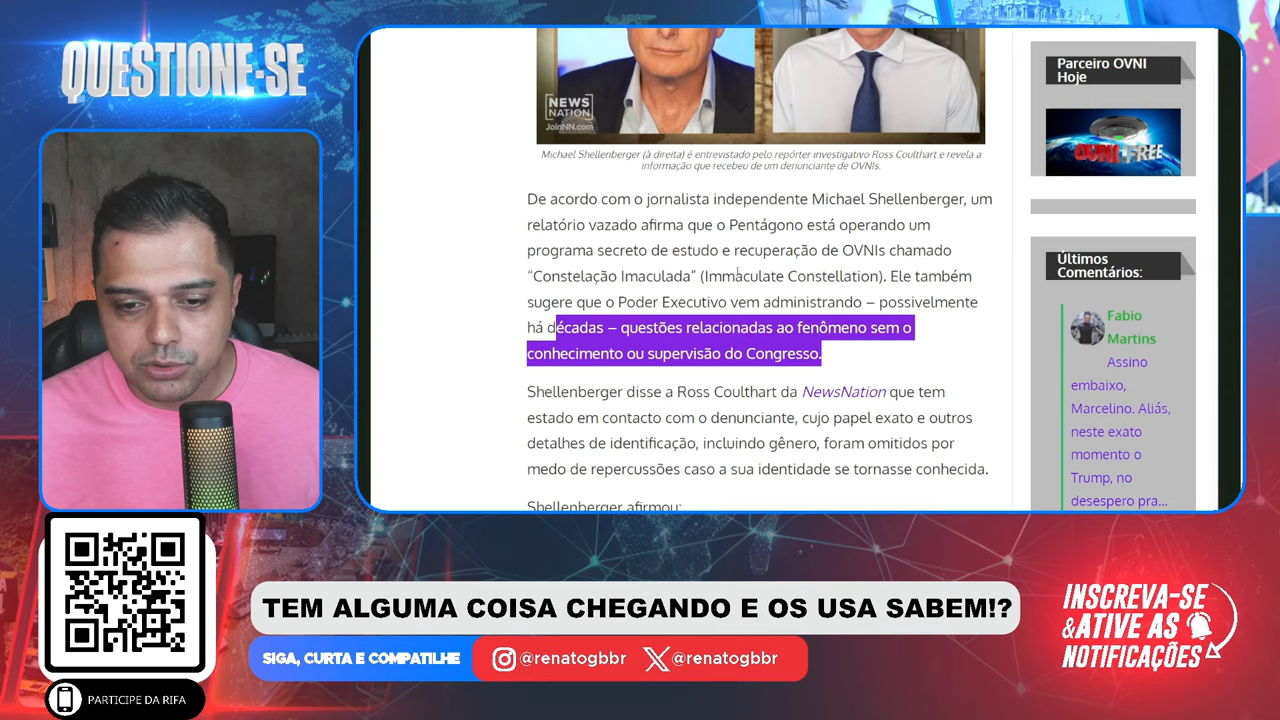 QUESTIONE-SE
NEWS
NATION
JoinNN.com
Michael Shellenberger (à direita) é entrevistado pelo repórter investigativo Ross Coulthart e revela a
informação que recebeu de um denunciante de OVNIs.
De acordo com o jornalista independente Michael Shellenberger, um
relatório vazado afirma que o Pentágono está operando um
programa secreto de estudo e recuperação de OVNIs chamado
“Constelação Imaculada” (Immaculate Constellation). Ele também
sugere que o Poder Executivo vem administrando – possivelmente
há décadas – questões relacionadas ao fenômeno sem o
conhecimento ou supervisão do Congresso.
Shellenberger disse a Ross Coulthart da NewsNation que tem
estado em contacto com o denunciante, cujo papel exato e outros
detalhes de identificação, incluindo gênero, foram omitidos por
medo de repercussões caso a sua identidade se tornasse conhecida.
Shellenberger afirmou:
Parceiro OVNI
Hoje
OVNI FREE
Últimos
Comentários:
Fabio
Martins
Assino
embaixo,
Marcelino. Aliás,
neste exato
momento o
Trump, no
desespero pra...
PARTICIPE DA RIFA
TEM ALGUMA COISA CHEGANDO E OS USA SABEM!?
SIGA, CURTA E COMPATILHE
@renatogbbr
@renatogbbr
INSCREVA-SE
&ATIVE AS
NOTIFICAÇÕES